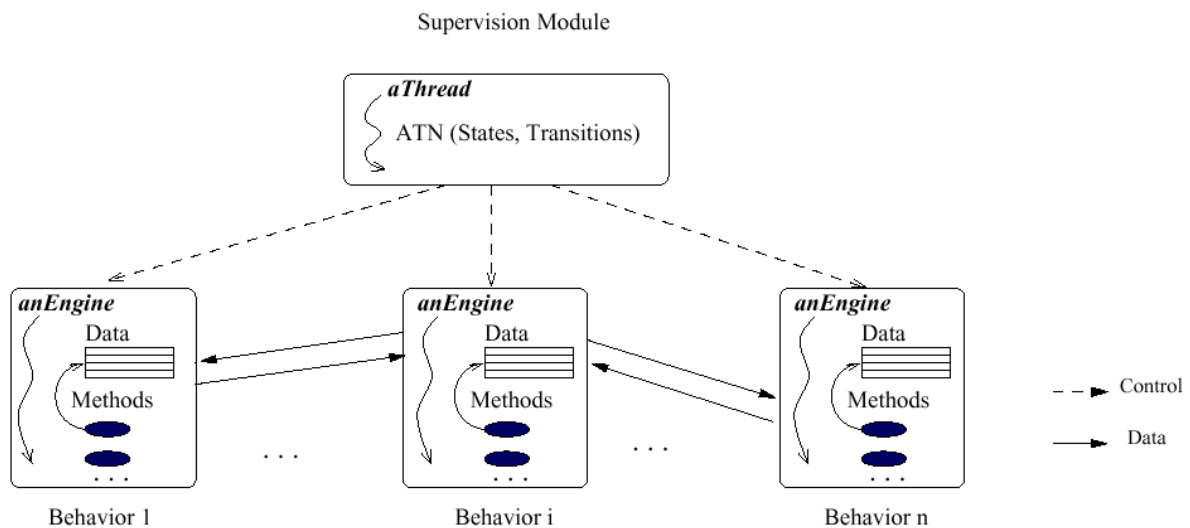 Supervision Module
aThread
ATN (States, Transitions)
anEngine
Data
Methods
. . .
Behavior 1
. . .
anEngine
Data
Methods
. . .
Behavior i
. . .
anEngine
Data
Methods
. . .
Behavior n
Control
Data